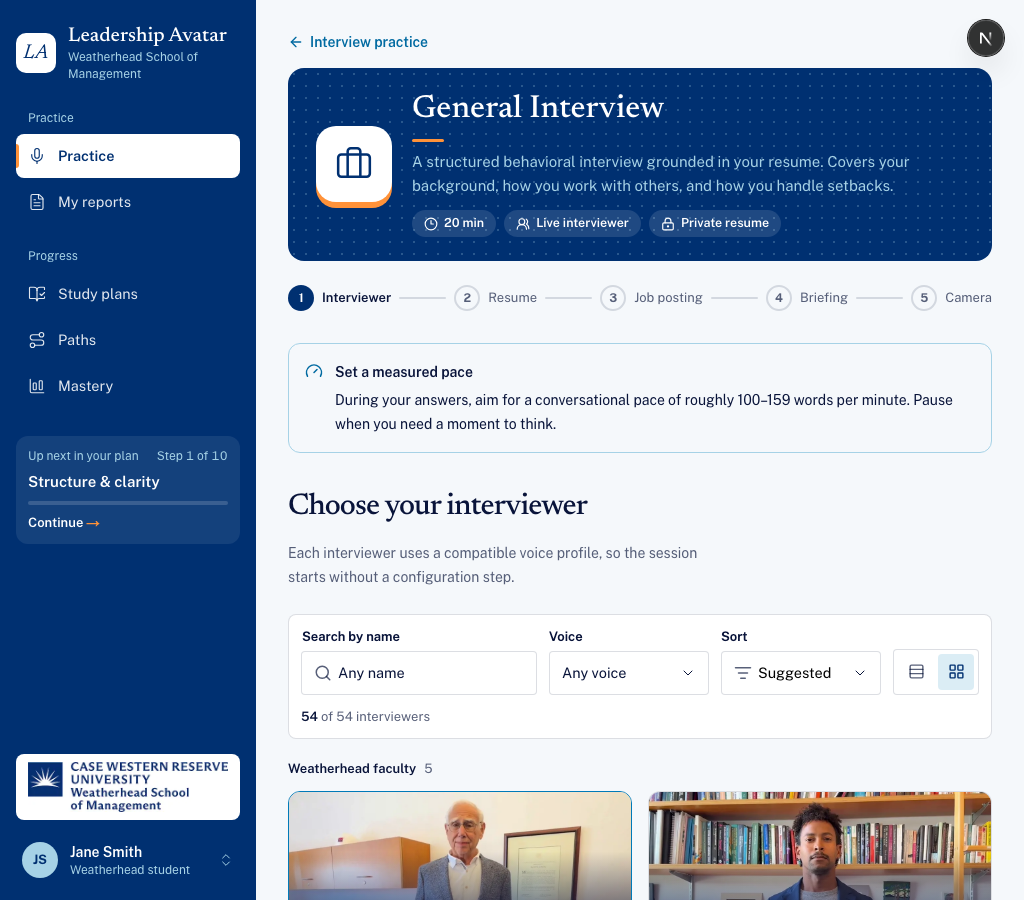 LA
Leadership Avatar
Weatherhead School of
Management
Practice
Practice
My reports
Progress
Study plans
Paths
Mastery
Up next in your plan Step 1 of 10
Structure & clarity
Continue →
CASE WESTERN RESERVE
UNIVERSITY
Weatherhead School
of Management
JS
Jane Smith
Weatherhead student
← Interview practice
N
General Interview
A structured behavioral interview grounded in your resume. Covers your
background, how you work with others, and how you handle setbacks.
20 min Live interviewer Private resume
1 Interviewer 2 Resume 3 Job posting 4 Briefing 5 Camera
Set a measured pace
During your answers, aim for a conversational pace of roughly 100–159 words per minute. Pause
when you need a moment to think.
Choose your interviewer
Each interviewer uses a compatible voice profile, so the session
starts without a configuration step.
Search by name Voice Sort
Any name Any voice Suggested
54 of 54 interviewers
Weatherhead faculty 5